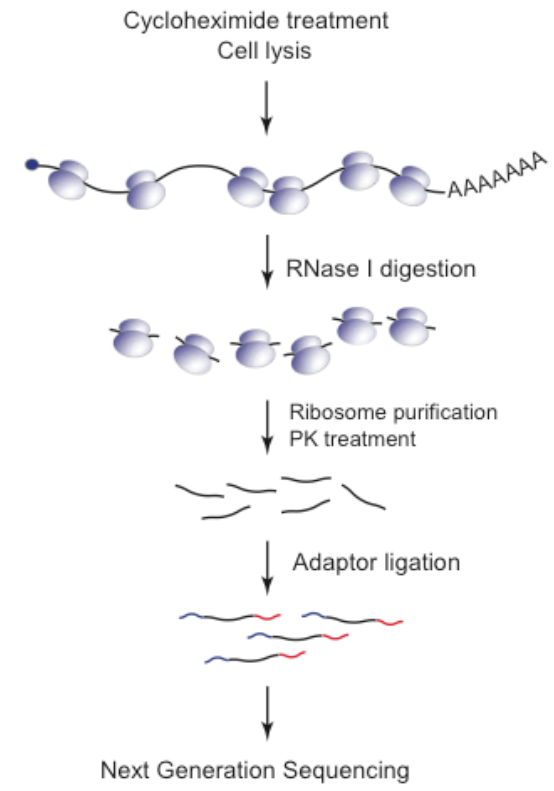 Cycloheximide treatment
Cell lysis
AAAAAAA
RNase I digestion
Ribosome purification
PK treatment
Adaptor ligation
Next Generation Sequencing